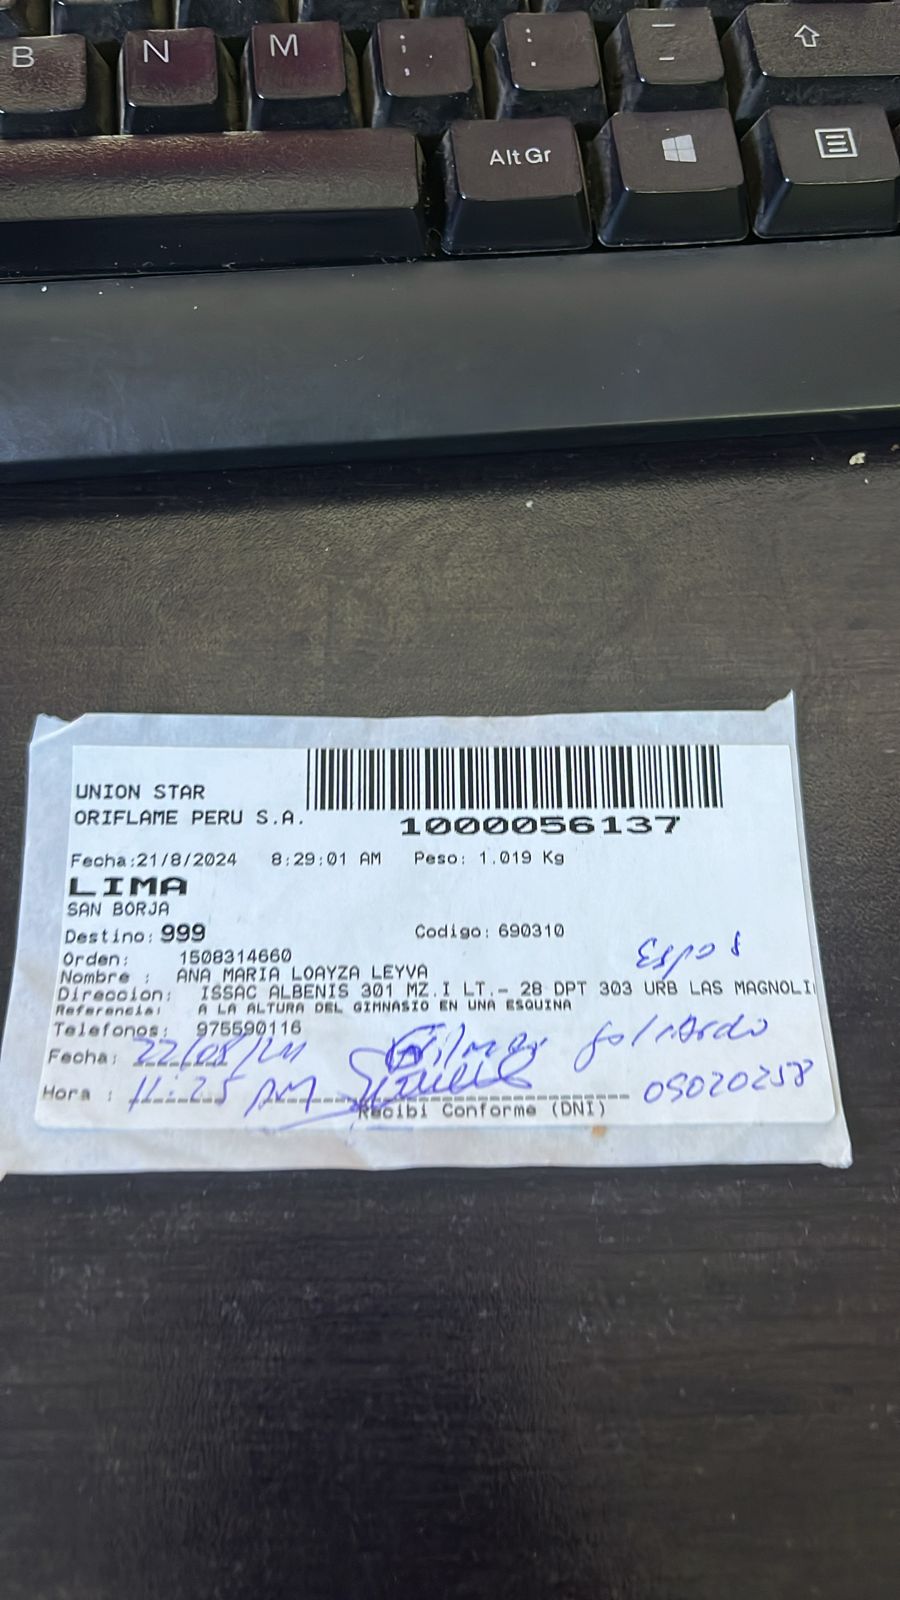 B N M ; : , . _ -
Alt Gr
UNION STAR
ORIFLAME PERU S.A.
1000056137
Fecha:21/8/2024 8:29:01 AM Peso: 1.019 Kg
LIMA
SAN BORJA
Destino: 999 Codigo: 690310
Orden: 1508314660
Nombre : ANA MARIA LOAYZA LEYVA
Direccion: ISSAC ALBENIS 301 MZ.I LT.- 28 DPT 303 URB LAS MAGNOLI
Referencia: A LA ALTURA DEL GIMNASIO EN UNA ESQUINA
Telefonos: 975590116
Fecha: 22/08/24
Hora : 11:25 AM 09020258
Recibi Conforme (DNI)